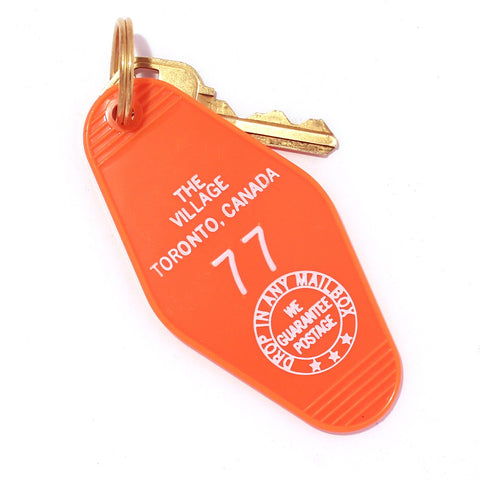 THE
VILLAGE
TORONTO, CANADA
77
DROP IN ANY MAILBOX
WE
GUARANTEE
POSTAGE